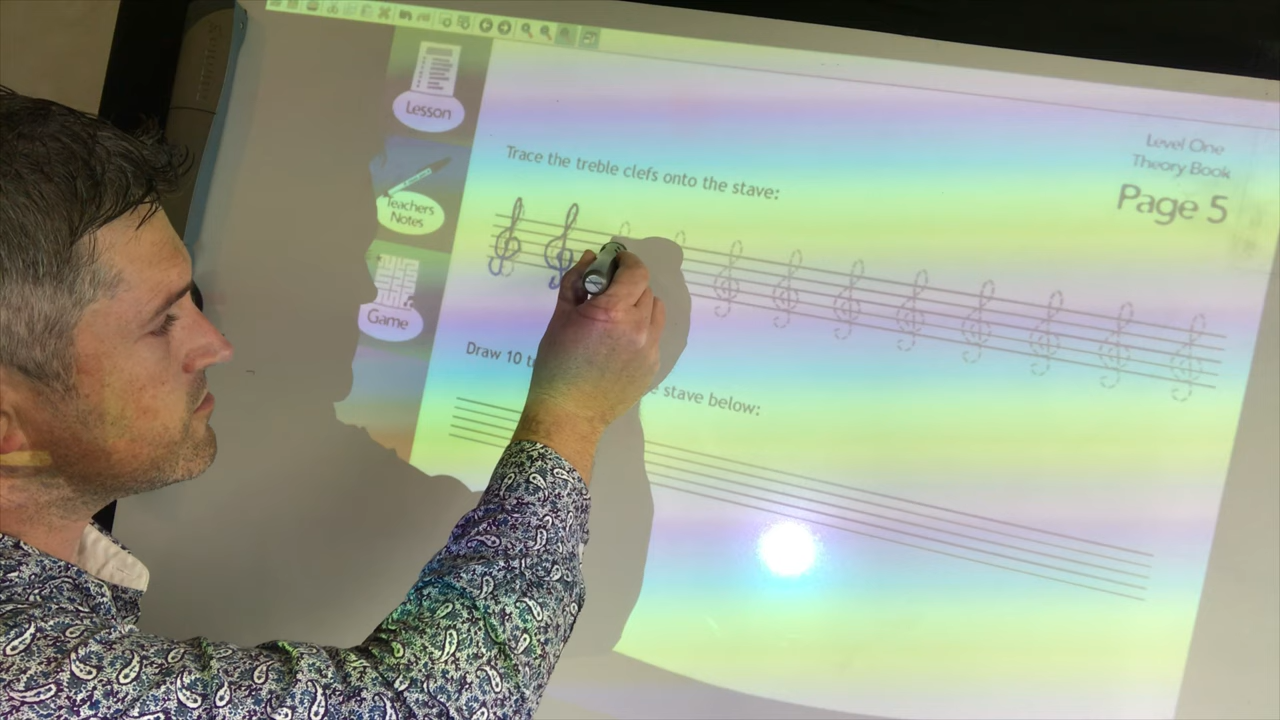 Lesson
Teachers
Notes
Game
Level One
Theory Book
Page 5
Trace the treble clefs onto the stave:
Draw 10
stave below: